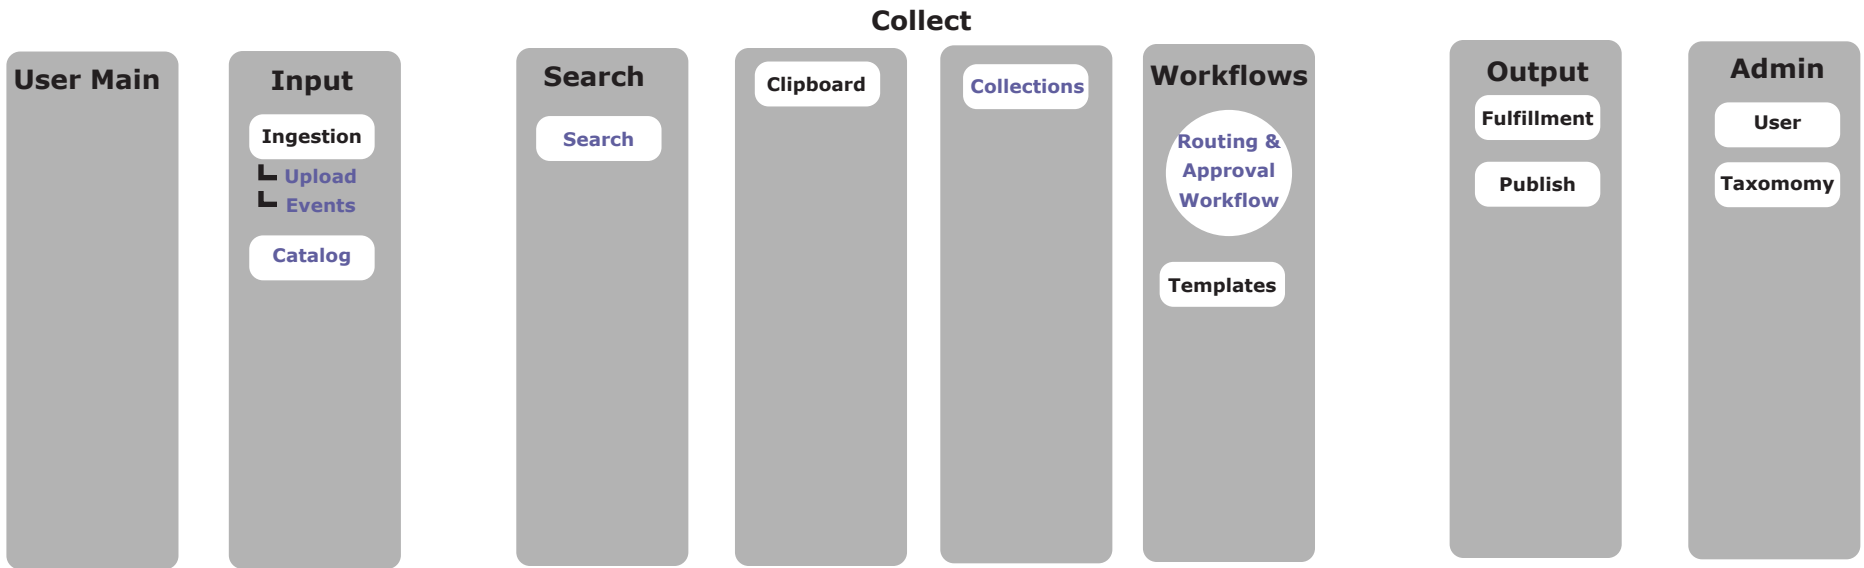 Collect
User Main
Input
Ingestion
Upload
Events
Catalog
Search
Search
Clipboard
Collections
Workflows
Routing &
Approval
Workflow
Templates
Output
Fulfillment
Publish
Admin
User
Taxomomy